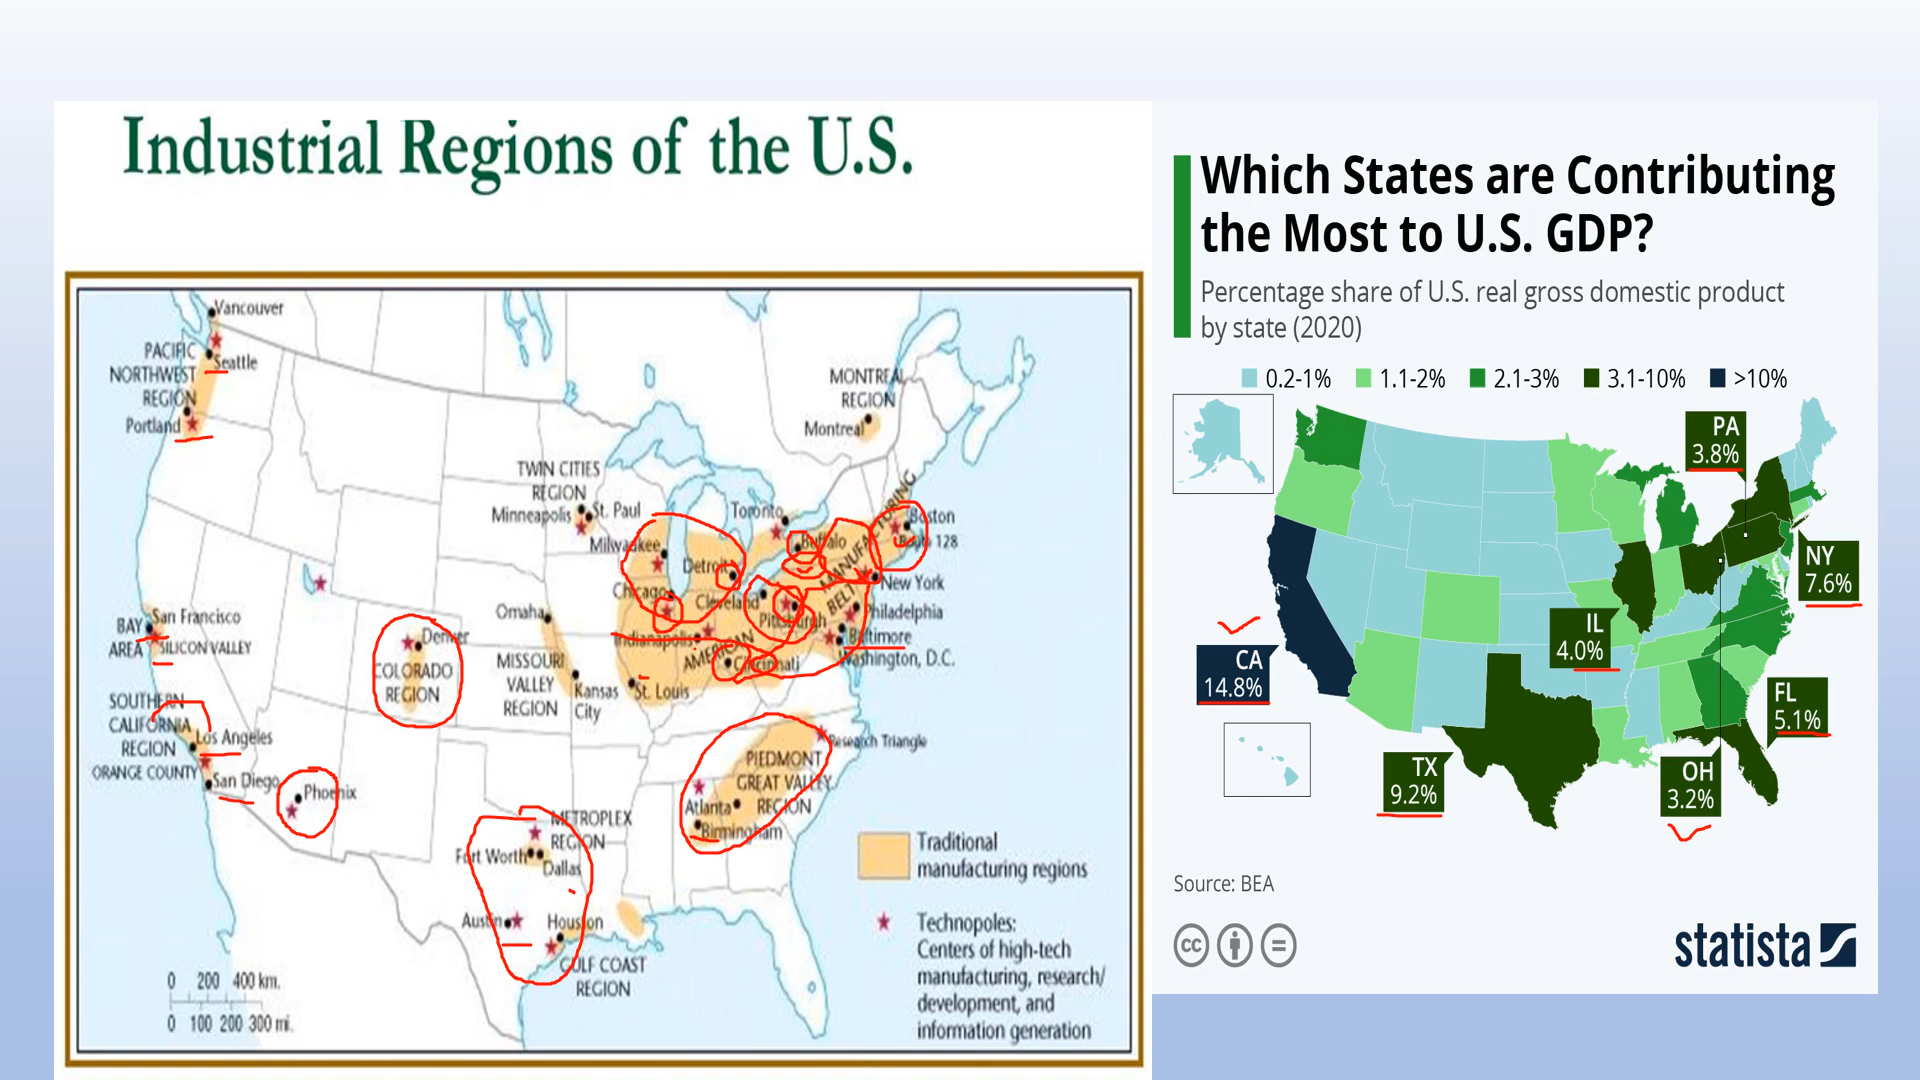 Industrial Regions of the U.S.
Vancouver
PACIFIC
NORTHWEST
REGION
Seattle
Portland
MONTREAL
REGION
Montreal
TWIN CITIES
REGION
Minneapolis
St. Paul
Toronto
Milwaukee
Buffalo
Boston
Route 128
Detroit
New York
Chicago
Cleveland
Pittsburgh
Philadelphia
Omaha
Indianapolis
AMERICAN
MANUFACTURING
BELT
Baltimore
Washington, D.C.
Cincinnati
San Francisco
BAY
AREA
SILICON VALLEY
Denver
COLORADO
REGION
MISSOURI
VALLEY
REGION
Kansas
City
St. Louis
SOUTHERN
CALIFORNIA
REGION
ORANGE COUNTY
Los Angeles
San Diego
Phoenix
Research Triangle
PIEDMONT
GREAT VALLEY
REGION
Atlanta
Birmingham
METROPLEX
REGION
Fort Worth
Dallas
Austin
Houston
GULF COAST
REGION
Traditional
manufacturing regions
Technopoles:
Centers of high-tech
manufacturing, research/
development, and
information generation
0 200 400 km.
0 100 200 300 mi.
Which States are Contributing
the Most to U.S. GDP?
Percentage share of U.S. real gross domestic product
by state (2020)
0.2-1% 1.1-2% 2.1-3% 3.1-10% >10%
PA
3.8%
NY
7.6%
IL
4.0%
CA
14.8%
FL
5.1%
TX
9.2%
OH
3.2%
Source: BEA
cc
statista